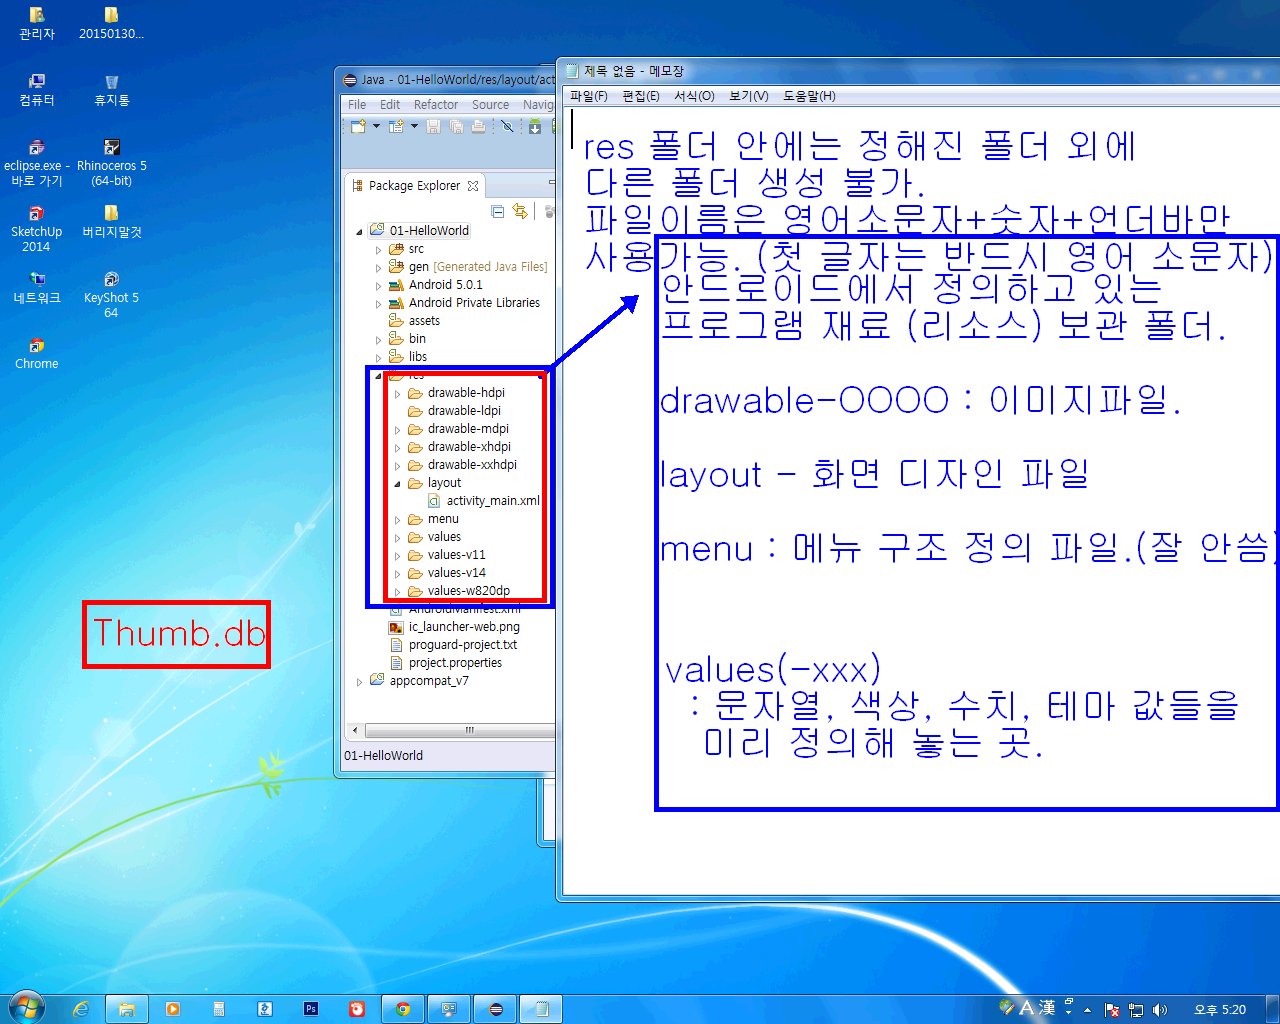 관리자
20150130...
컴퓨터
휴지통
eclipse.exe -
바로 가기
Rhinoceros 5
(64-bit)
SketchUp
2014
버리지말것
네트워크
KeyShot 5
64
Chrome
Thumb.db
Java - 01-HelloWorld/res/layout/act
File Edit Refactor Source Navig
Package Explorer
01-HelloWorld
src
gen [Generated Java Files]
Android 5.0.1
Android Private Libraries
assets
bin
libs
res
drawable-hdpi
drawable-ldpi
drawable-mdpi
drawable-xhdpi
drawable-xxhdpi
layout
activity_main.xml
menu
values
values-v11
values-v14
values-w820dp
AndroidManifest.xml
ic_launcher-web.png
proguard-project.txt
project.properties
appcompat_v7
01-HelloWorld
제목 없음 - 메모장
파일(F) 편집(E) 서식(O) 보기(V) 도움말(H)
res 폴더 안에는 정해진 폴더 외에
다른 폴더 생성 불가.
파일이름은 영어소문자+숫자+언더바만
사용가능. (첫 글자는 반드시 영어 소문자)
안드로이드에서 정의하고 있는
프로그램 재료 (리소스) 보관 폴더.
drawable-OOOO : 이미지파일.
layout - 화면 디자인 파일
menu : 메뉴 구조 정의 파일.(잘 안씀)
values(-xxx)
: 문자열, 색상, 수치, 테마 값들을
미리 정의해 놓는 곳.
Ps
A 漢
오후 5:20